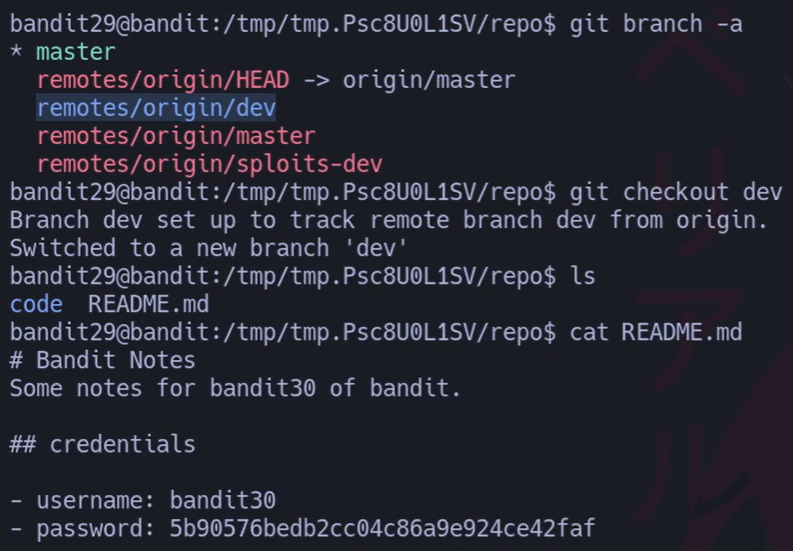 bandit29@bandit:/tmp/tmp.Psc8U0L1SV/repo$ git branch -a
* master
  remotes/origin/HEAD -> origin/master
  remotes/origin/dev
  remotes/origin/master
  remotes/origin/sploits-dev
bandit29@bandit:/tmp/tmp.Psc8U0L1SV/repo$ git checkout dev
Branch dev set up to track remote branch dev from origin.
Switched to a new branch 'dev'
bandit29@bandit:/tmp/tmp.Psc8U0L1SV/repo$ ls
code  README.md
bandit29@bandit:/tmp/tmp.Psc8U0L1SV/repo$ cat README.md
# Bandit Notes
Some notes for bandit30 of bandit.

## credentials

- username: bandit30
- password: 5b90576bedb2cc04c86a9e924ce42faf
ペリアル